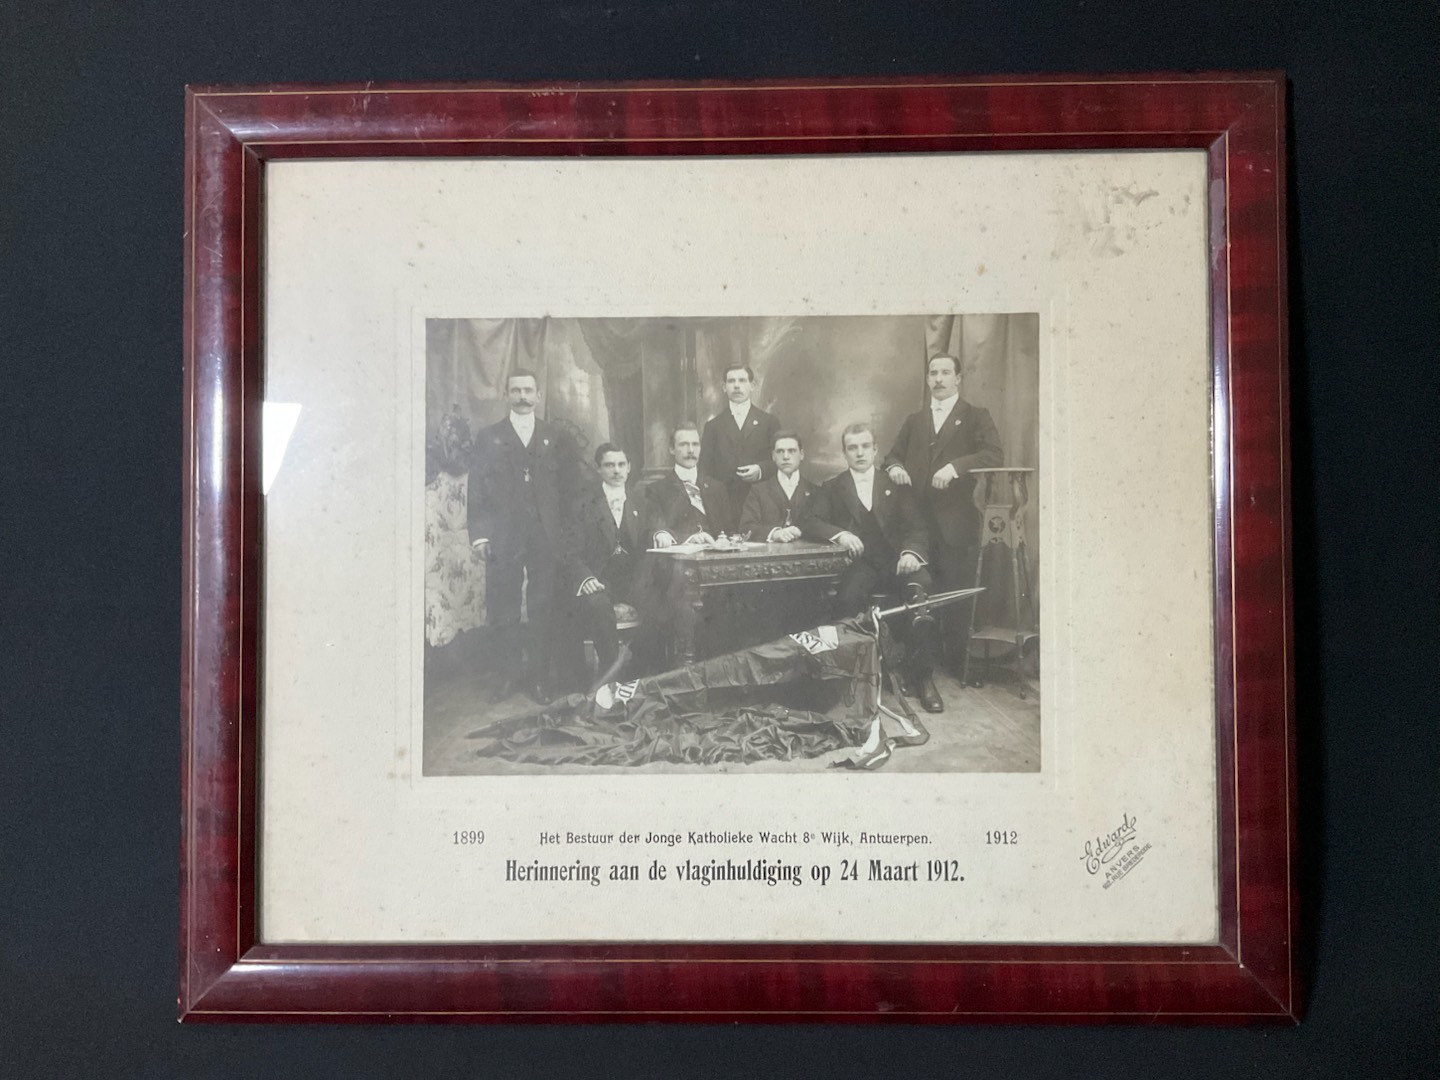 1899 Het Bestuur der Jonge Katholieke Wacht 8e Wijk, Antwerpen. 1912
Herinnering aan de vlaginhuldiging op 24 Maart 1912.
Edward
ANVERS